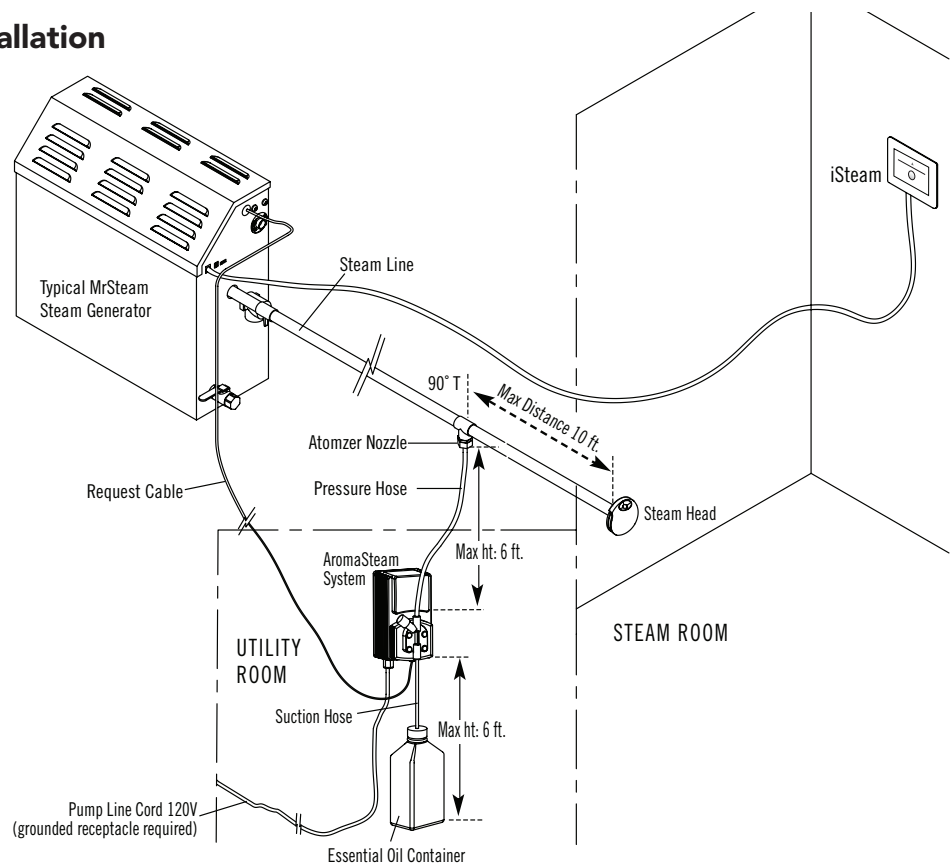 allation
iSteam
Steam Line
Typical MrSteam
Steam Generator
90° T
Max Distance 10 ft.
Atomzer Nozzle
Pressure Hose
Request Cable
Steam Head
AromaSteam
System
Max ht: 6 ft.
UTILITY
ROOM
STEAM ROOM
Suction Hose
Max ht: 6 ft.
Pump Line Cord 120V
(grounded receptacle required)
Essential Oil Container